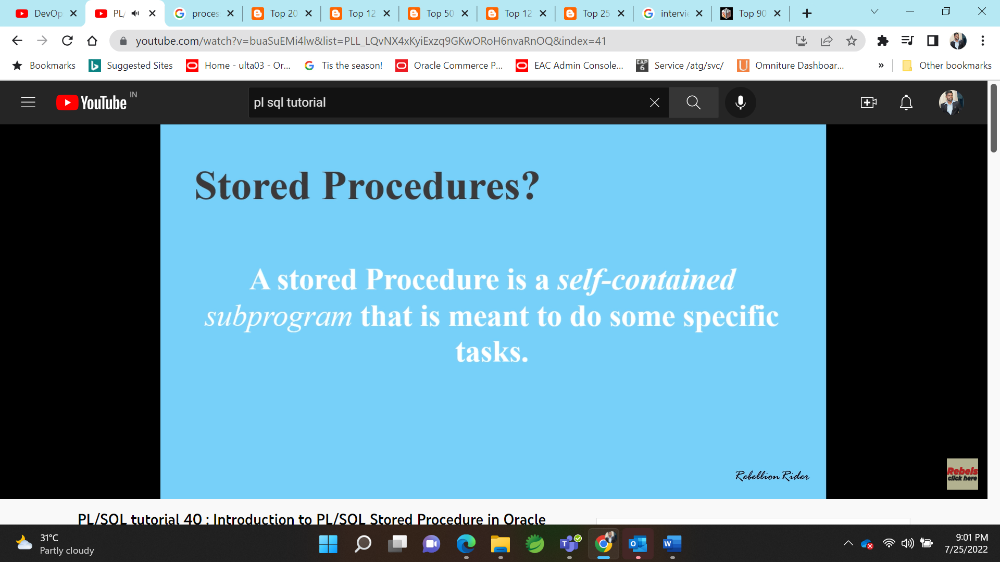 DevOp
PL/
proces
Top 20
Top 12
Top 50
Top 12
Top 25
intervie
Top 90
youtube.com/watch?v=buaSuEMi4lw&list=PLL_LQvNX4xKyiExzq9GKwORoH6nvaRnOQ&index=41
Bookmarks
Suggested Sites
Home - ulta03 - Or...
Tis the season!
Oracle Commerce P...
EAC Admin Console...
EAP 6
Service /atg/svc/
Omniture Dashboar...
»
Other bookmarks
YouTube IN
pl sql tutorial
Stored Procedures?
A stored Procedure is a self-contained
subprogram that is meant to do some specific
tasks.
Rebellion Rider
Rebels
click here
PL/SQL tutorial 40 : Introduction to PL/SQL Stored Procedure in Oracle
31°C
Partly cloudy
9:01 PM
7/25/2022